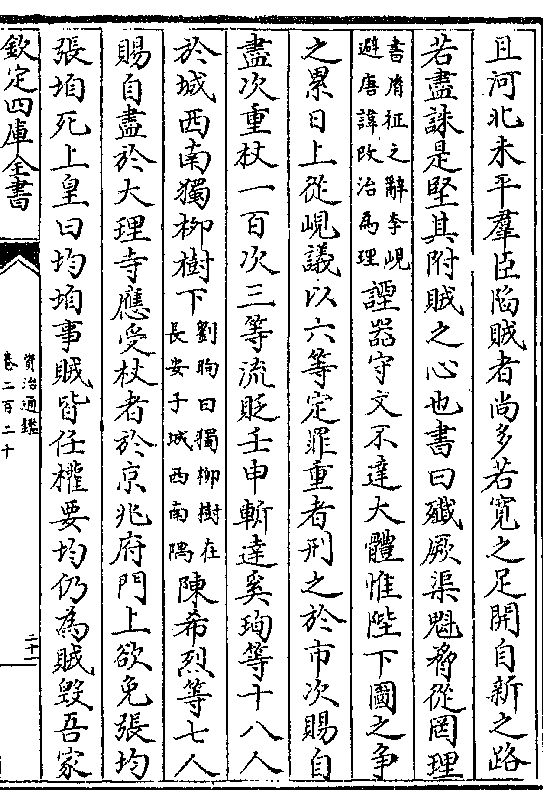 且河北未平羣臣陷賊者尚多若寛之足開自新之路
若盡誅是堅其附賊之心也書曰殲厥渠魁脅從罔理
書𦙍征之辭李峴
避唐諱改治為理
諲器守文不達大體惟陛下圖之爭
之累日上從峴議以六等定罪重者刑之於市次賜自
盡次重杖一百次三等流貶壬申斬達奚珣等十八人
於城西南獨柳樹下
劉昫曰獨柳樹在
長安子城西南隅
陳希烈等七人
賜自盡於大理寺應受杖者於京兆府門上欲免張均
張垍死上皇曰均垍事賊皆任權要均仍為賊毀吾家
欽定四庫全書
資治通鑑
卷二百二十
二十一